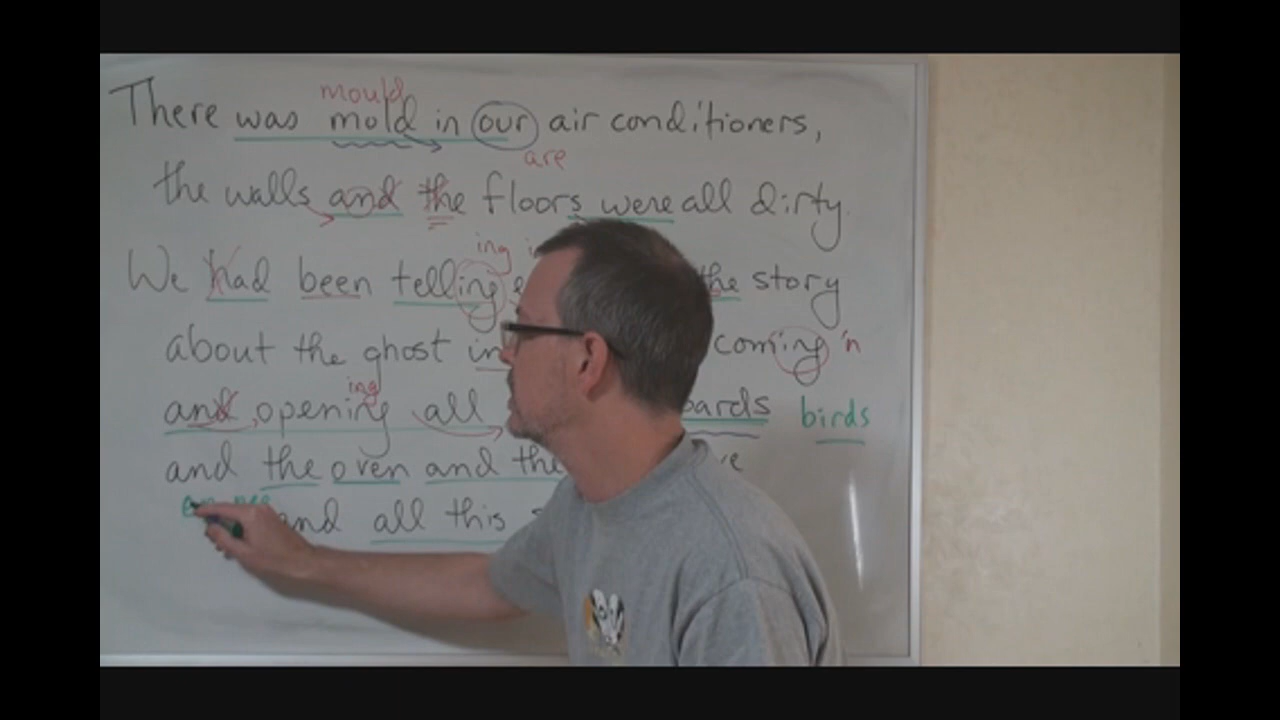 mould
There was mold in our air conditioners,
are
the walls and the floors were all dirty.
ing
We had been telling the story
about the ghost in coming 'n
ing
and opening all birds
and the oven and the
and all this